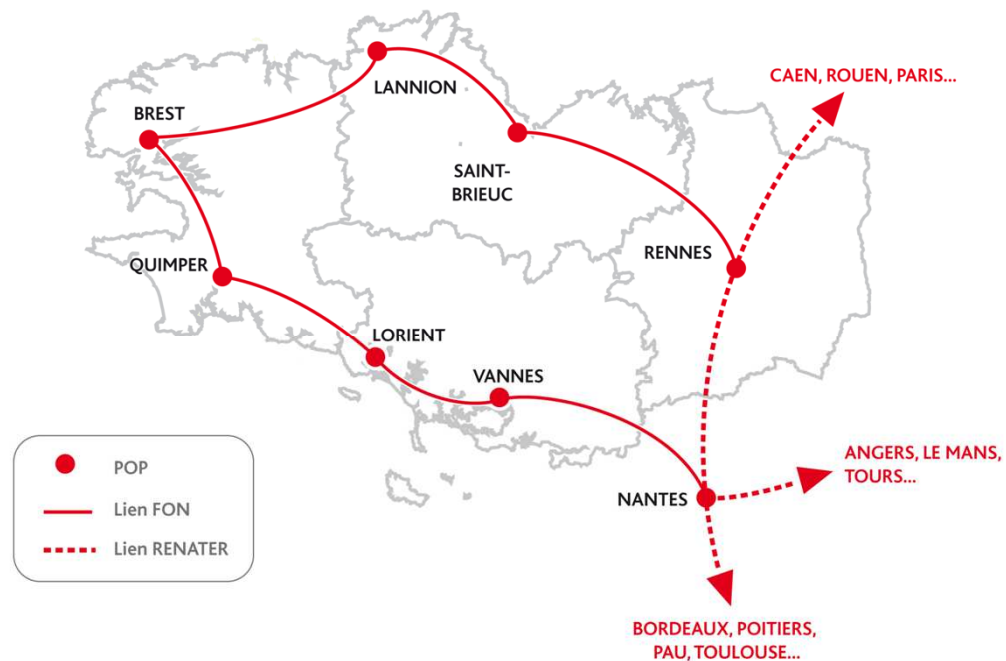 CAEN, ROUEN, PARIS...
LANNION
BREST
SAINT-
BRIEUC
RENNES
QUIMPER
LORIENT
VANNES
ANGERS, LE MANS,
TOURS...
NANTES
POP
Lien FON
Lien RENATER
BORDEAUX, POITIERS,
PAU, TOULOUSE...